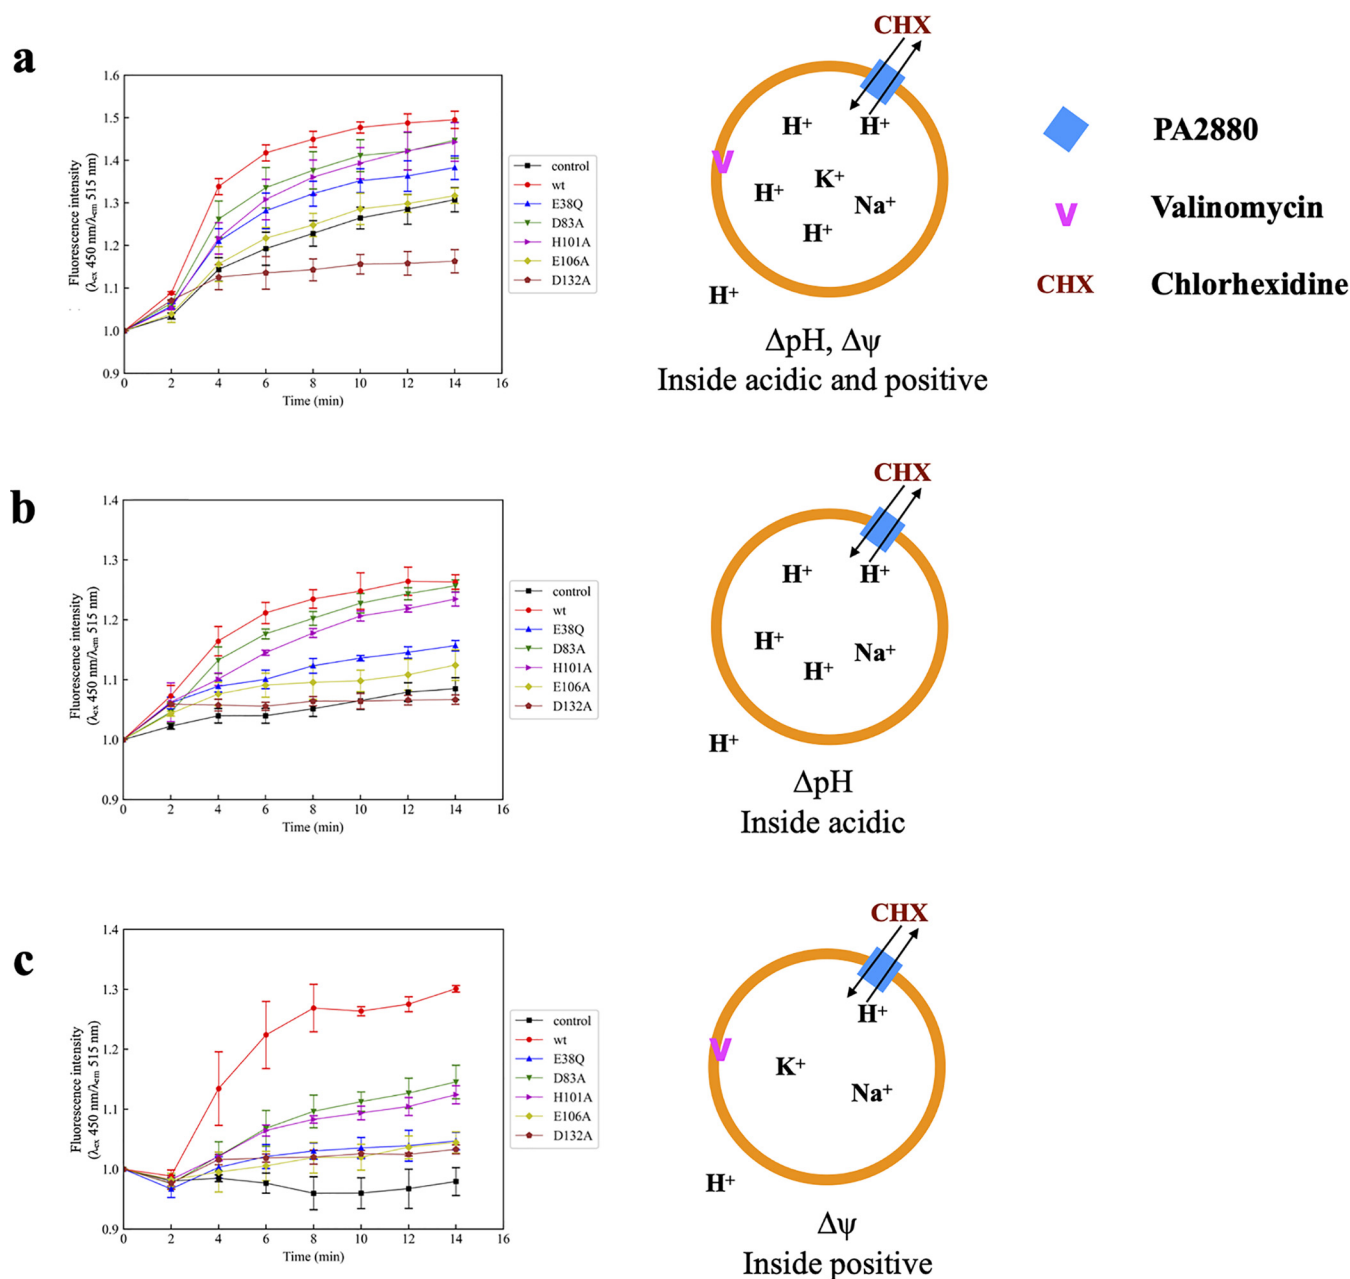 a
1.6
1.5
1.4
1.3
1.2
1.1
1.0
0.9
0 2 4 6 8 10 12 14 16
Time (min)
Fluorescence intensity
(λex 450 nm/λem 515 nm)
control
wt
E38Q
D83A
H101A
E106A
D132A
CHX
H⁺ H⁺
V
K⁺
H⁺ Na⁺
H⁺
H⁺
ΔpH, Δψ
Inside acidic and positive
PA2880
V Valinomycin
CHX Chlorhexidine
b
1.4
1.3
1.2
1.1
1.0
0.9
0 2 4 6 8 10 12 14 16
Time (min)
Fluorescence intensity
(λex 450 nm/λem 515 nm)
control
wt
E38Q
D83A
H101A
E106A
D132A
CHX
H⁺ H⁺
H⁺ Na⁺
H⁺
H⁺
ΔpH
Inside acidic
c
1.4
1.3
1.2
1.1
1.0
0.9
0 2 4 6 8 10 12 14 16
Time (min)
Fluorescence intensity
(λex 450 nm/λem 515 nm)
control
wt
E38Q
D83A
H101A
E106A
D132A
CHX
H⁺
V
K⁺
Na⁺
H⁺
Δψ
Inside positive